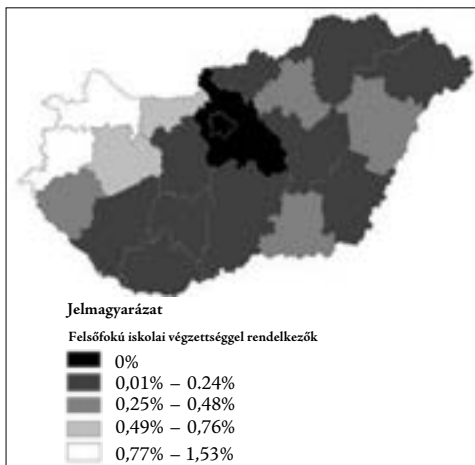 Jelmagyarázat
Felsőfokú iskolai végzettséggel rendelkezők
0%
0,01% – 0.24%
0,25% – 0,48%
0,49% – 0,76%
0,77% – 1,53%